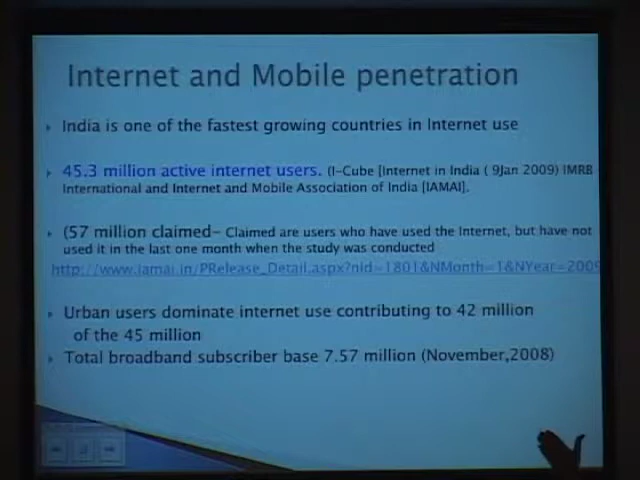 Internet and Mobile penetration
India is one of the fastest growing countries in Internet use
45.3 million active internet users. (I-Cube [Internet in India ( 9Jan 2009) IMRB
International and Internet and Mobile Association of India [IAMAI].
(57 million claimed- Claimed are users who have used the Internet, but have not
used it in the last one month when the study was conducted
http://www.iamai.in/PRelease_Detail.aspx?nid=1801&NMonth=1&NYear=2009
Urban users dominate internet use contributing to 42 million
of the 45 million
Total broadband subscriber base 7.57 million (November,2008)